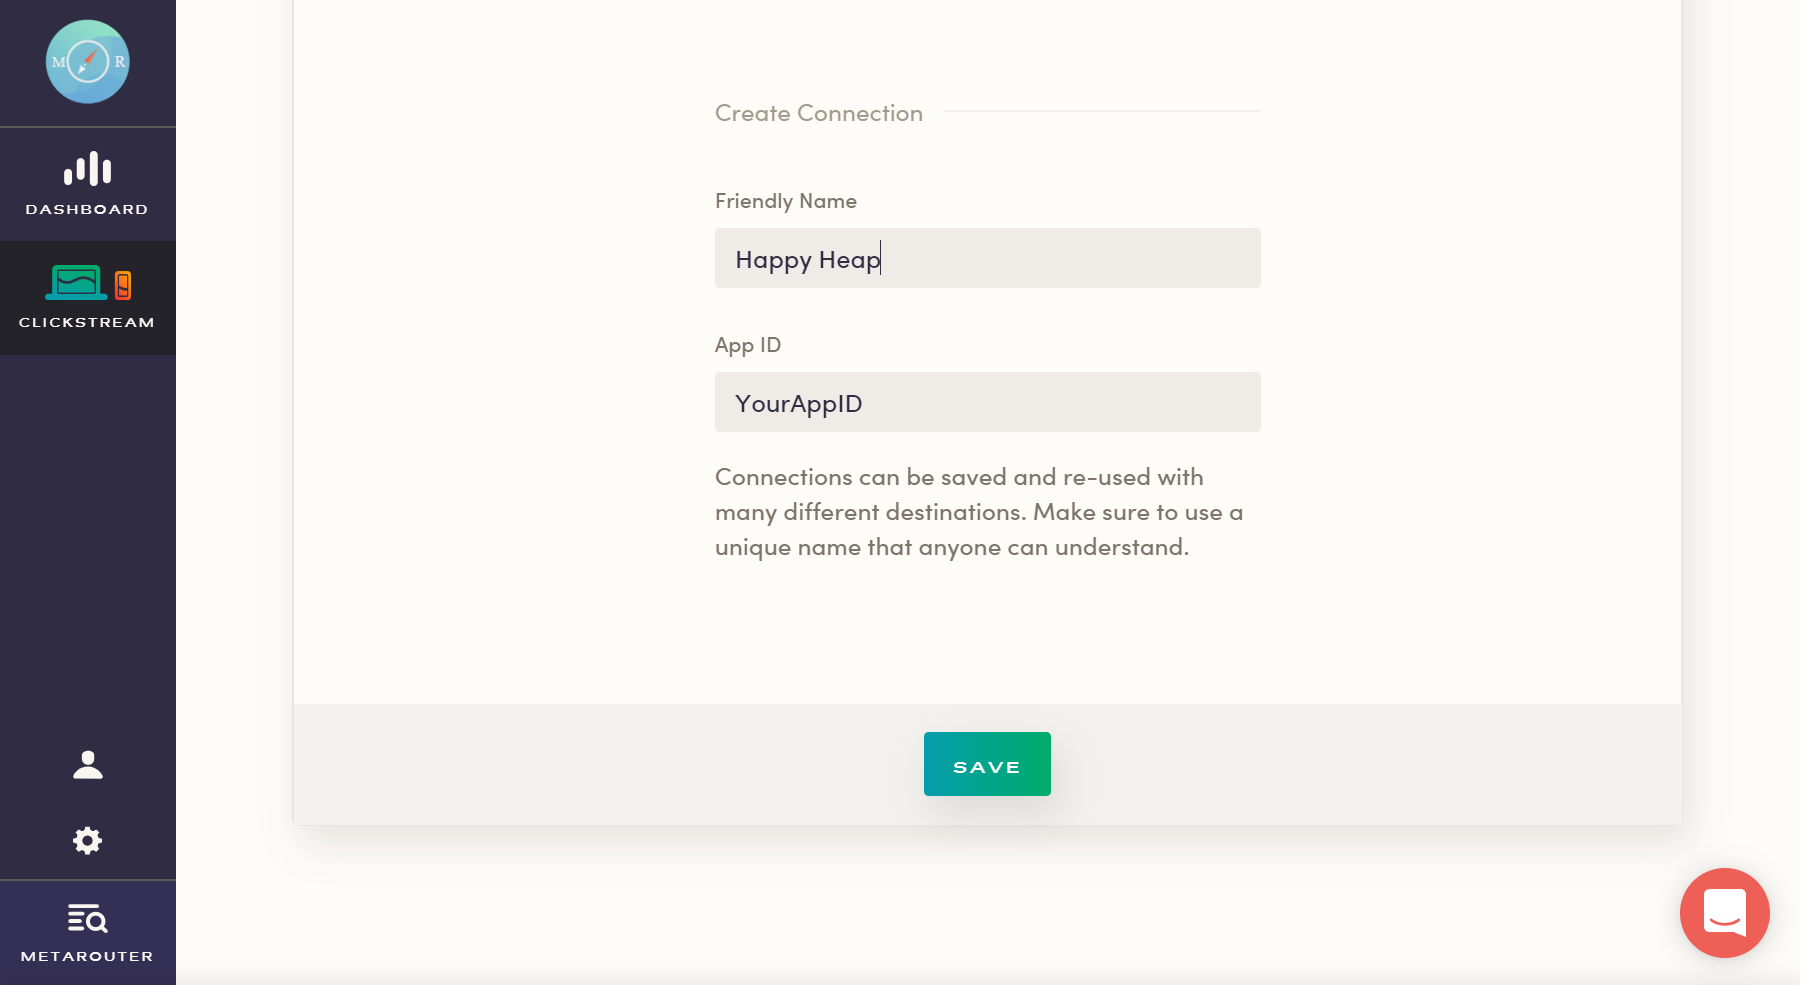 M R
DASHBOARD
CLICKSTREAM
METAROUTER
Create Connection
Friendly Name
Happy Heap
App ID
YourAppID
Connections can be saved and re-used with
many different destinations. Make sure to use a
unique name that anyone can understand.
SAVE